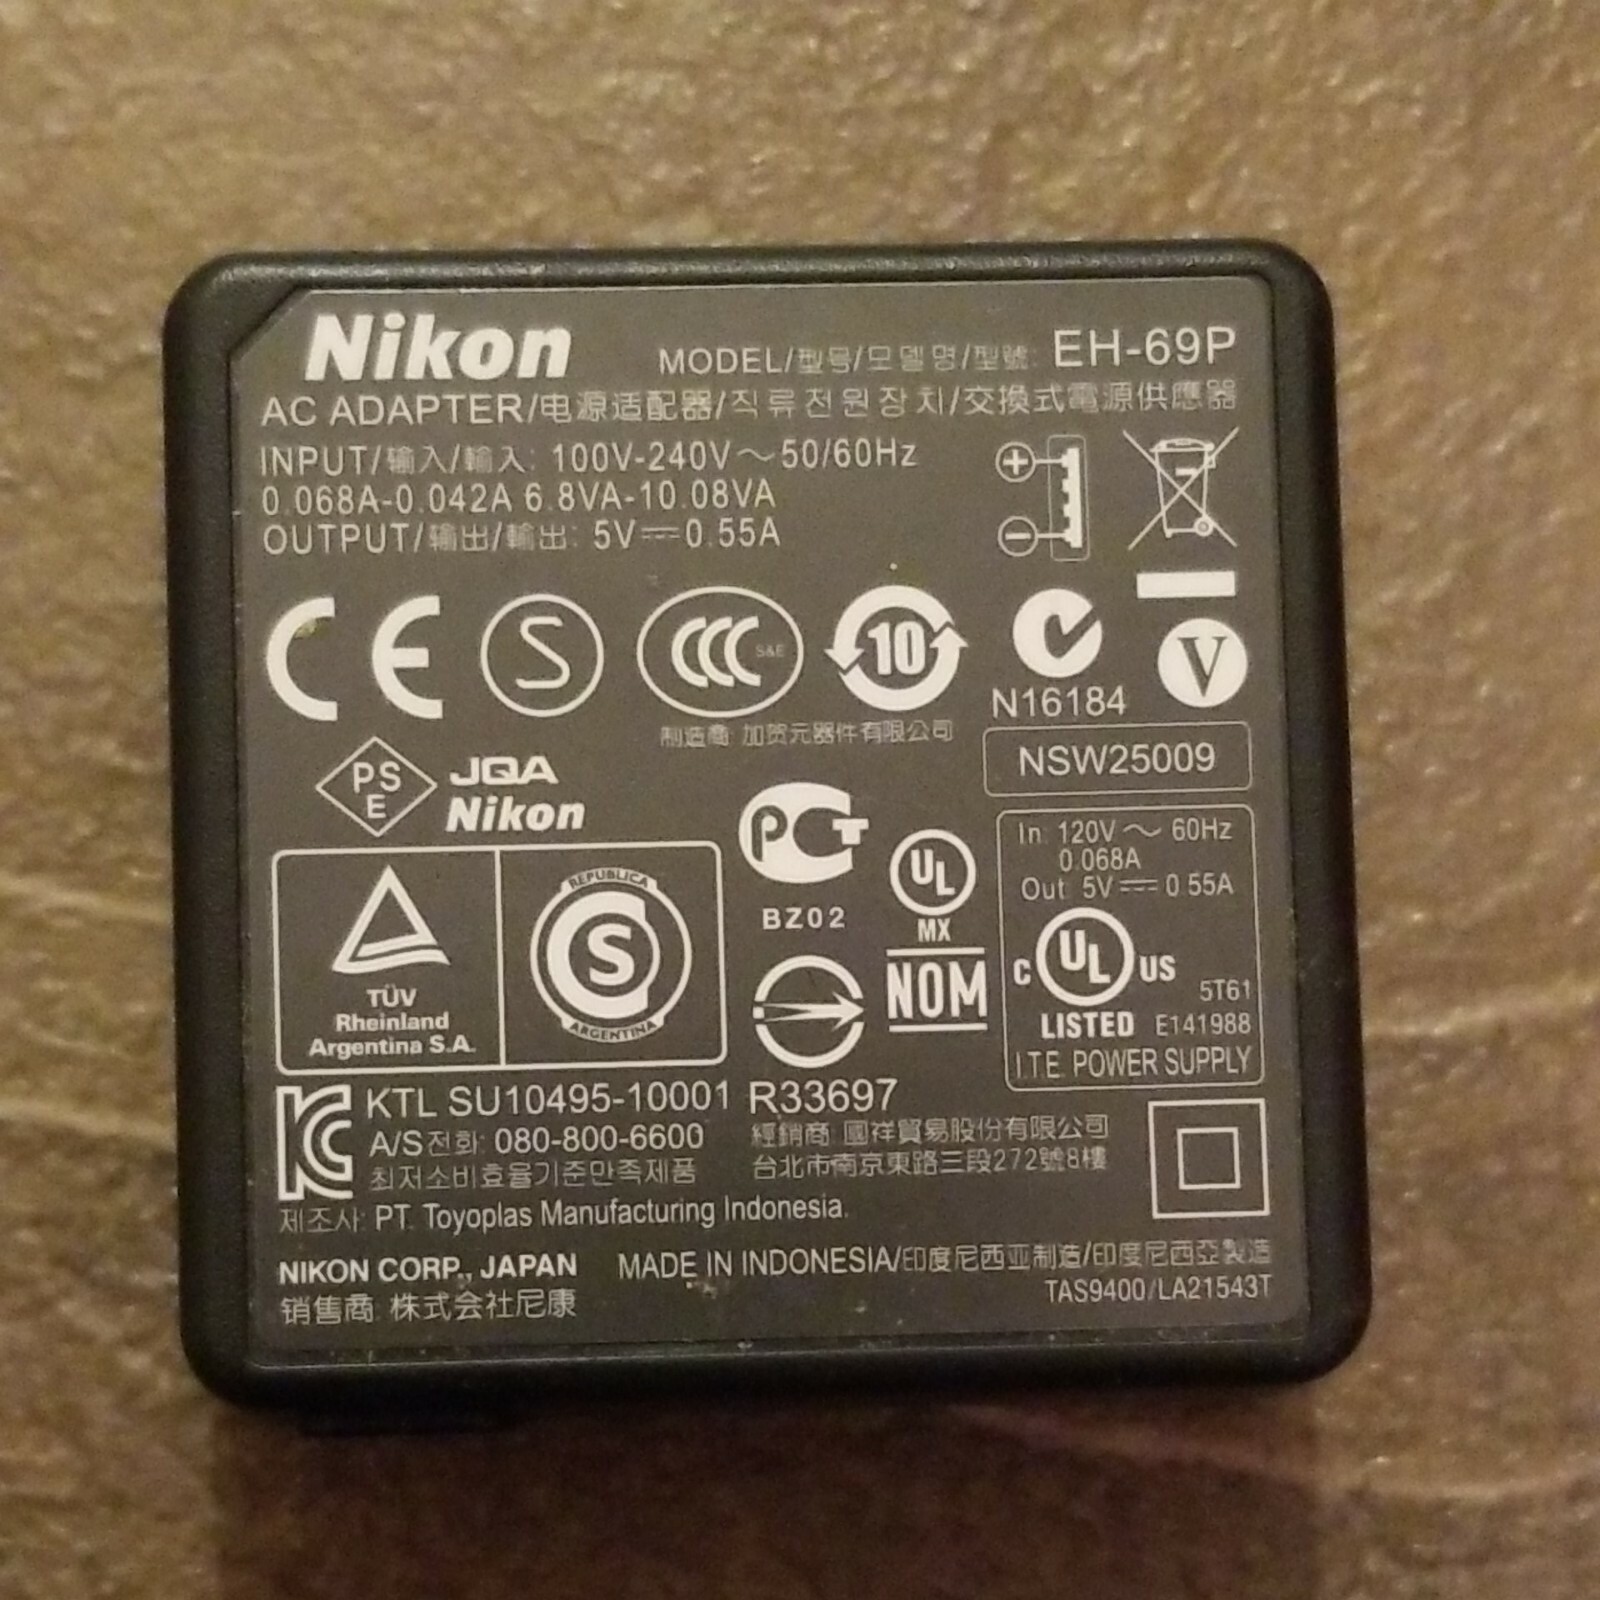 Nikon MODEL/型号/모델명/型號: EH-69P
AC ADAPTER/电源适配器/직류전원장치/交換式電源供應器
INPUT/输入/輸入: 100V-240V～50/60Hz
0.068A-0.042A 6.8VA-10.08VA
OUTPUT/输出/輸出: 5V⎓0.55A
CE S CCC S&E 10
N16184
V
制造商: 加贺元器件有限公司
NSW25009
PS
E
JQA
Nikon
PCT
BZ02
UL
MX
NOM
In: 120V～ 60Hz
0.068A
Out: 5V⎓0.55A
C UL US
5T61
LISTED E141988
I.T.E. POWER SUPPLY
TÜV
Rheinland
Argentina S.A.
REPUBLICA
S
ARGENTINA
KTL SU10495-10001 R33697
A/S전화: 080-800-6600
최저소비효율기준만족제품
經銷商: 國祥貿易股份有限公司
台北市南京東路三段272號8樓
제조사: PT. Toyoplas Manufacturing Indonesia.
NIKON CORP., JAPAN MADE IN INDONESIA/印度尼西亚制造/印度尼西亞製造
销售商: 株式会社尼康
TAS9400/LA21543T